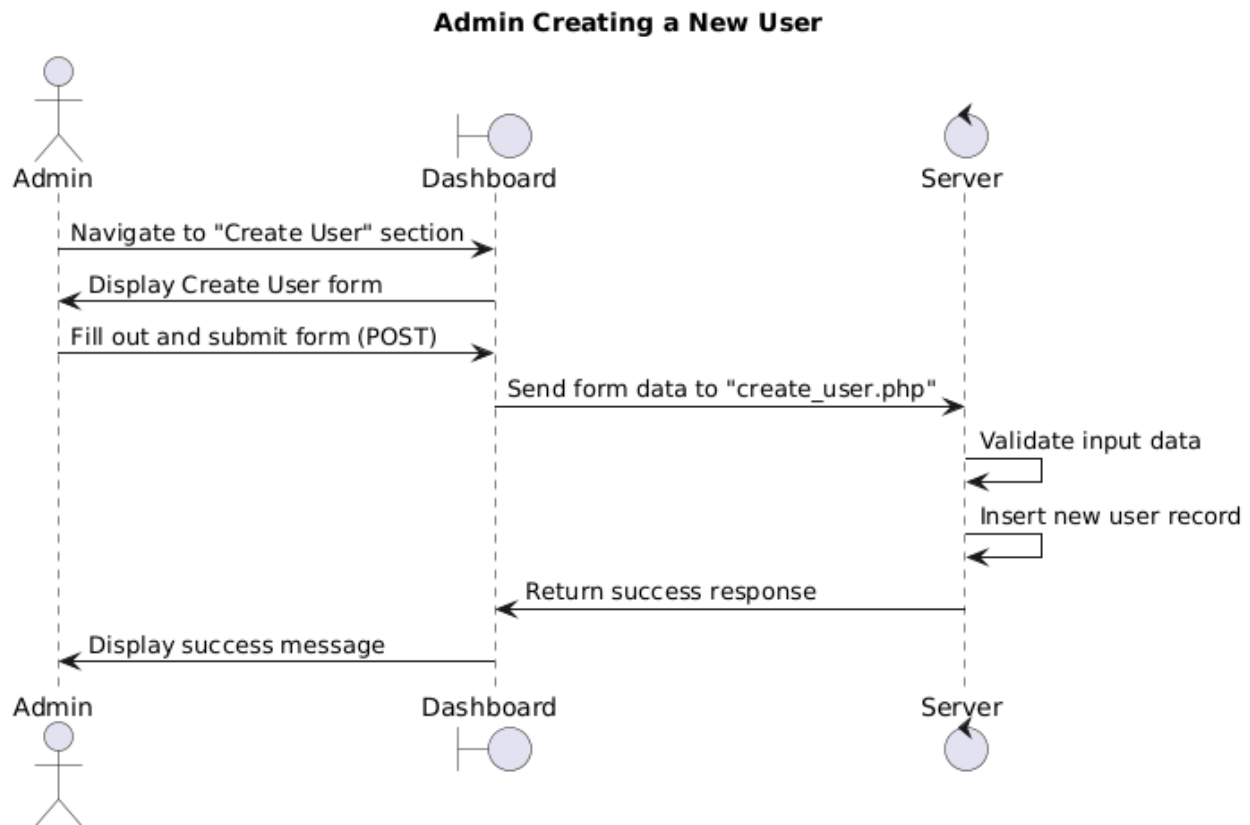 Admin Creating a New User
Admin
Dashboard
Server
Navigate to "Create User" section
Display Create User form
Fill out and submit form (POST)
Send form data to "create_user.php"
Validate input data
Insert new user record
Return success response
Display success message
Admin
Dashboard
Server